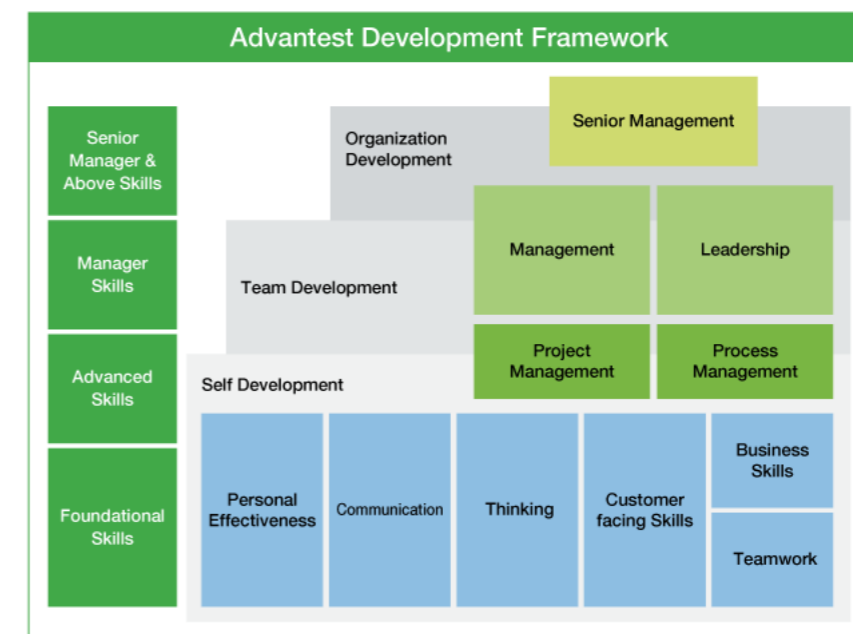 Advantest Development Framework
Senior
Manager &
Above Skills
Manager
Skills
Advanced
Skills
Foundational
Skills
Organization
Development
Senior Management
Team Development
Management
Leadership
Self Development
Project
Management
Process
Management
Personal
Effectiveness
Communication
Thinking
Customer
facing Skills
Business
Skills
Teamwork